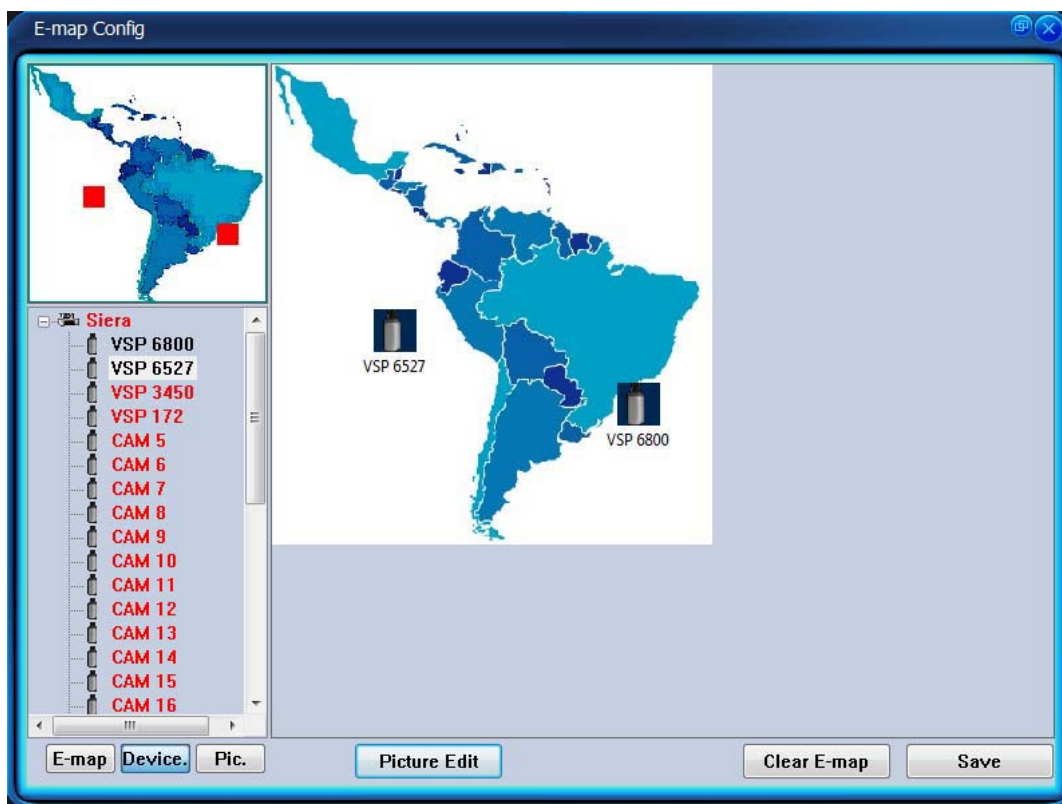 E-map Config
Siera
VSP 6800
VSP 6527
VSP 3450
VSP 172
CAM 5
CAM 6
CAM 7
CAM 8
CAM 9
CAM 10
CAM 11
CAM 12
CAM 13
CAM 14
CAM 15
CAM 16
VSP 6527
VSP 6800
E-map Device. Pic. Picture Edit Clear E-map Save